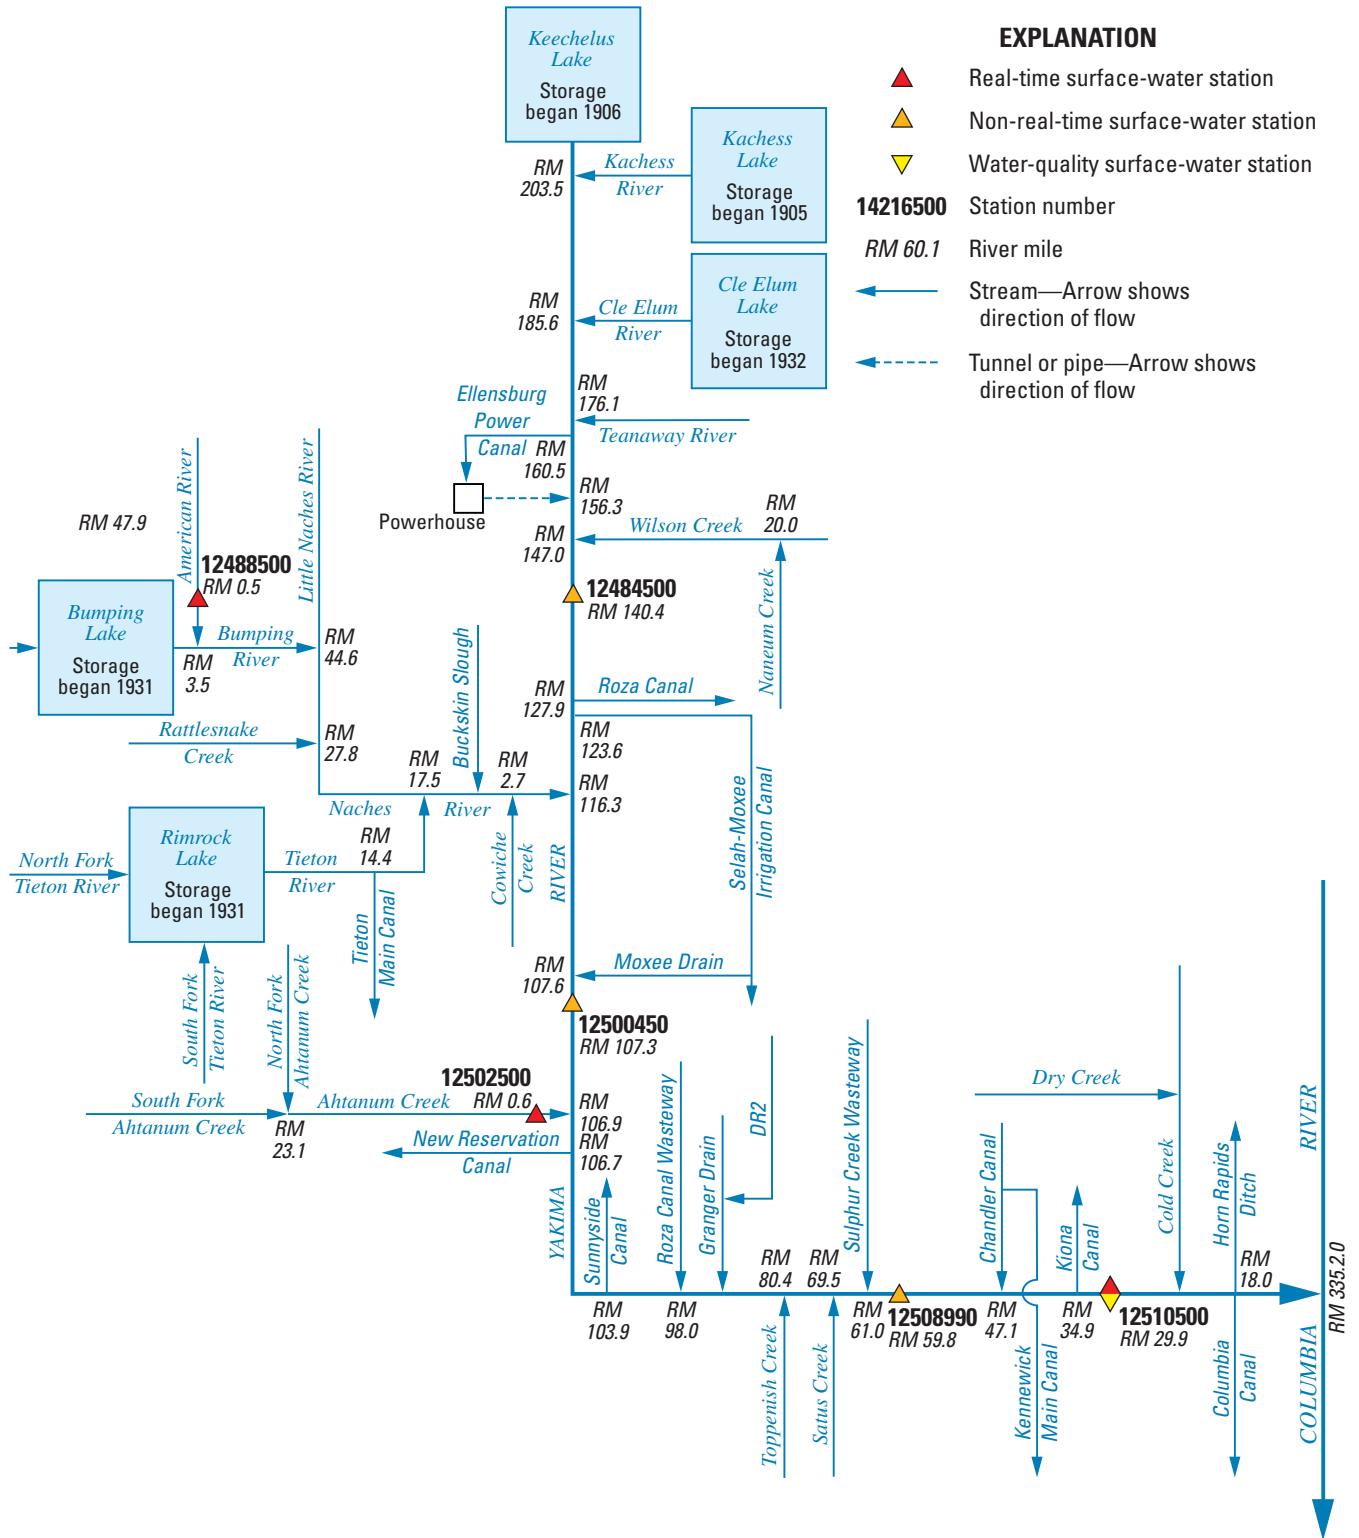 Keechelus
Lake
Storage
began 1906
EXPLANATION
Real-time surface-water station
Non-real-time surface-water station
Water-quality surface-water station
14216500 Station number
RM 60.1 River mile
Stream—Arrow shows
direction of flow
Tunnel or pipe—Arrow shows
direction of flow
RM
203.5
Kachess
River
Kachess
Lake
Storage
began 1905
RM
185.6
Cle Elum
River
Cle Elum
Lake
Storage
began 1932
RM
176.1
Teanaway River
Ellensburg
Power
Canal
RM
160.5
Powerhouse
RM
156.3
RM
147.0
Wilson Creek
RM
20.0
Naneum Creek
12484500
RM 140.4
RM 47.9
American River
12488500
RM 0.5
Little Naches River
Bumping
Lake
Storage
began 1931
Bumping
River
RM
3.5
RM
44.6
Rattlesnake
Creek
RM
27.8
Buckskin Slough
RM
127.9
Roza Canal
RM
123.6
RM
17.5
RM
2.7
RM
116.3
Naches
River
Selah-Moxee
Irrigation Canal
Rimrock
Lake
Storage
began 1931
North Fork
Tieton River
Tieton
River
RM
14.4
Tieton
Main Canal
Cowiche
Creek
RIVER
South Fork
Tieton River
North Fork
Ahtanum Creek
RM
107.6
Moxee Drain
12500450
RM 107.3
12502500
RM 0.6
South Fork
Ahtanum Creek
RM
23.1
Ahtanum Creek
RM
106.9
New Reservation
Canal
RM
106.7
YAKIMA
Sunnyside
Canal
Roza Canal Wasteway
Granger Drain
DR2
Sulphur Creek Wasteway
Dry Creek
Chandler Canal
Kiona
Canal
Cold Creek
Horn Rapids
Ditch
RIVER
RM
103.9
RM
98.0
RM
80.4
RM
69.5
RM
61.0
12508990
RM 59.8
RM
47.1
RM
34.9
12510500
RM 29.9
RM
18.0
RM 335.2.0
Toppenish Creek
Satus Creek
Kennewick
Main Canal
Columbia
Canal
COLUMBIA